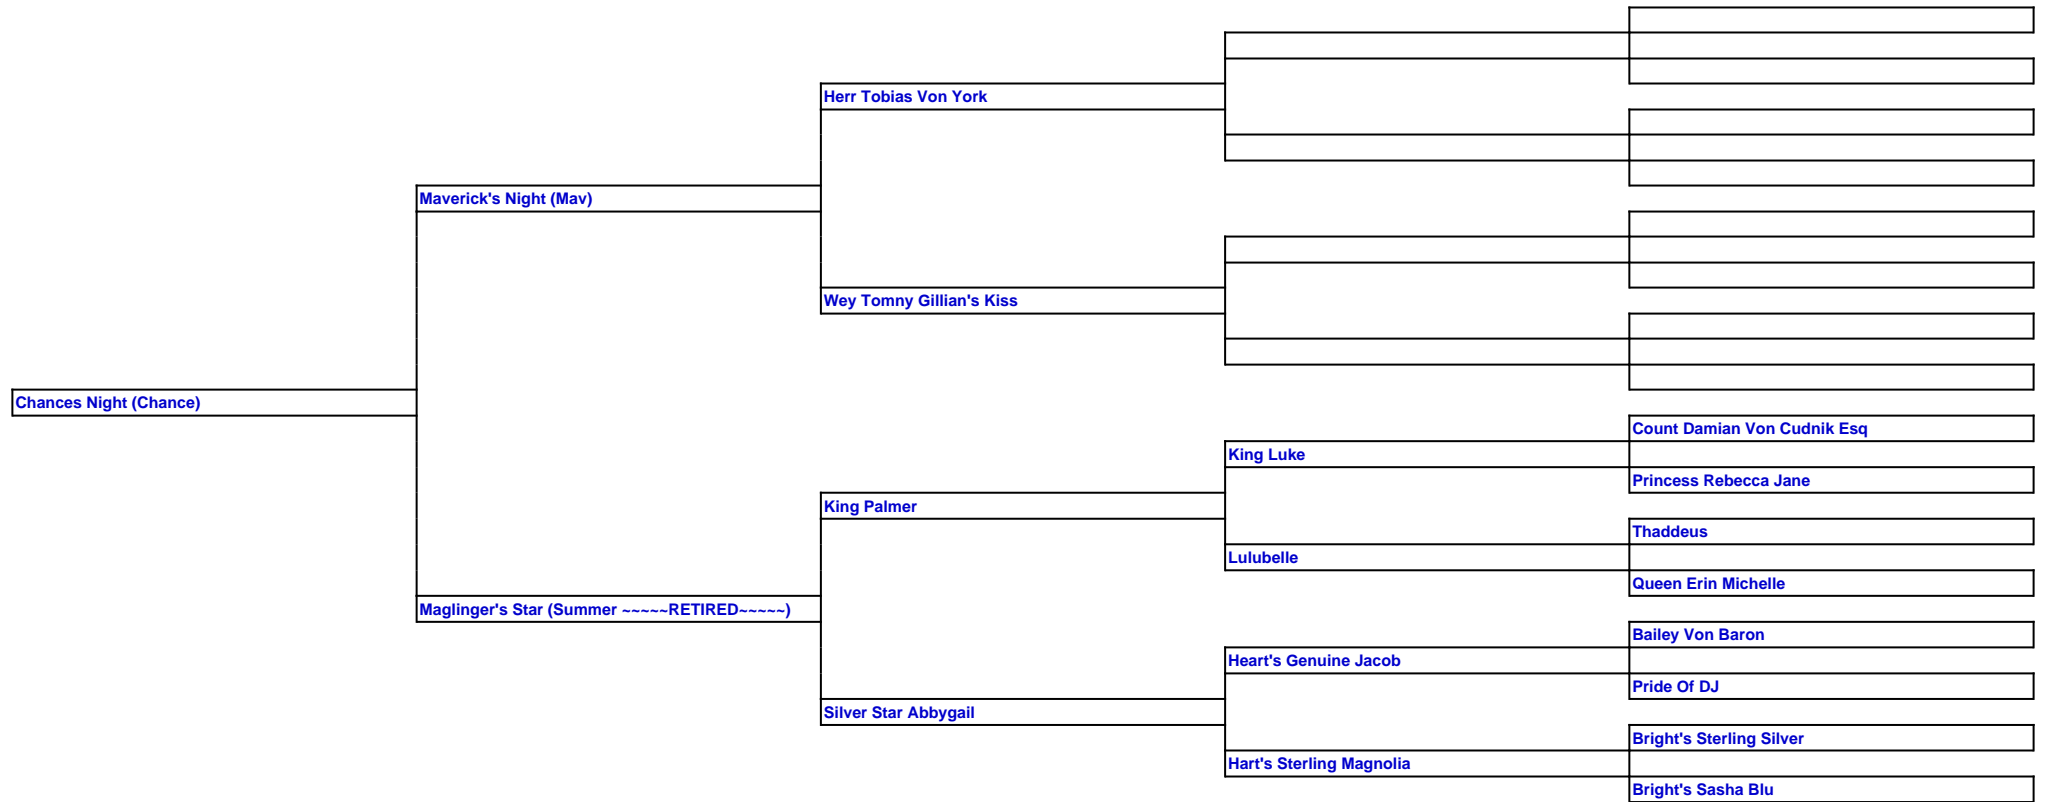 Herr Tobias Von York
Maverick's Night (Mav)
Wey Tomny Gillian's Kiss
Chances Night (Chance)
Count Damian Von Cudnik Esq
King Luke
Princess Rebecca Jane
King Palmer
Thaddeus
Lulubelle
Queen Erin Michelle
Maglinger's Star (Summer ~~~~~RETIRED~~~~~)
Bailey Von Baron
Heart's Genuine Jacob
Pride Of DJ
Silver Star Abbygail
Bright's Sterling Silver
Hart's Sterling Magnolia
Bright's Sasha Blu